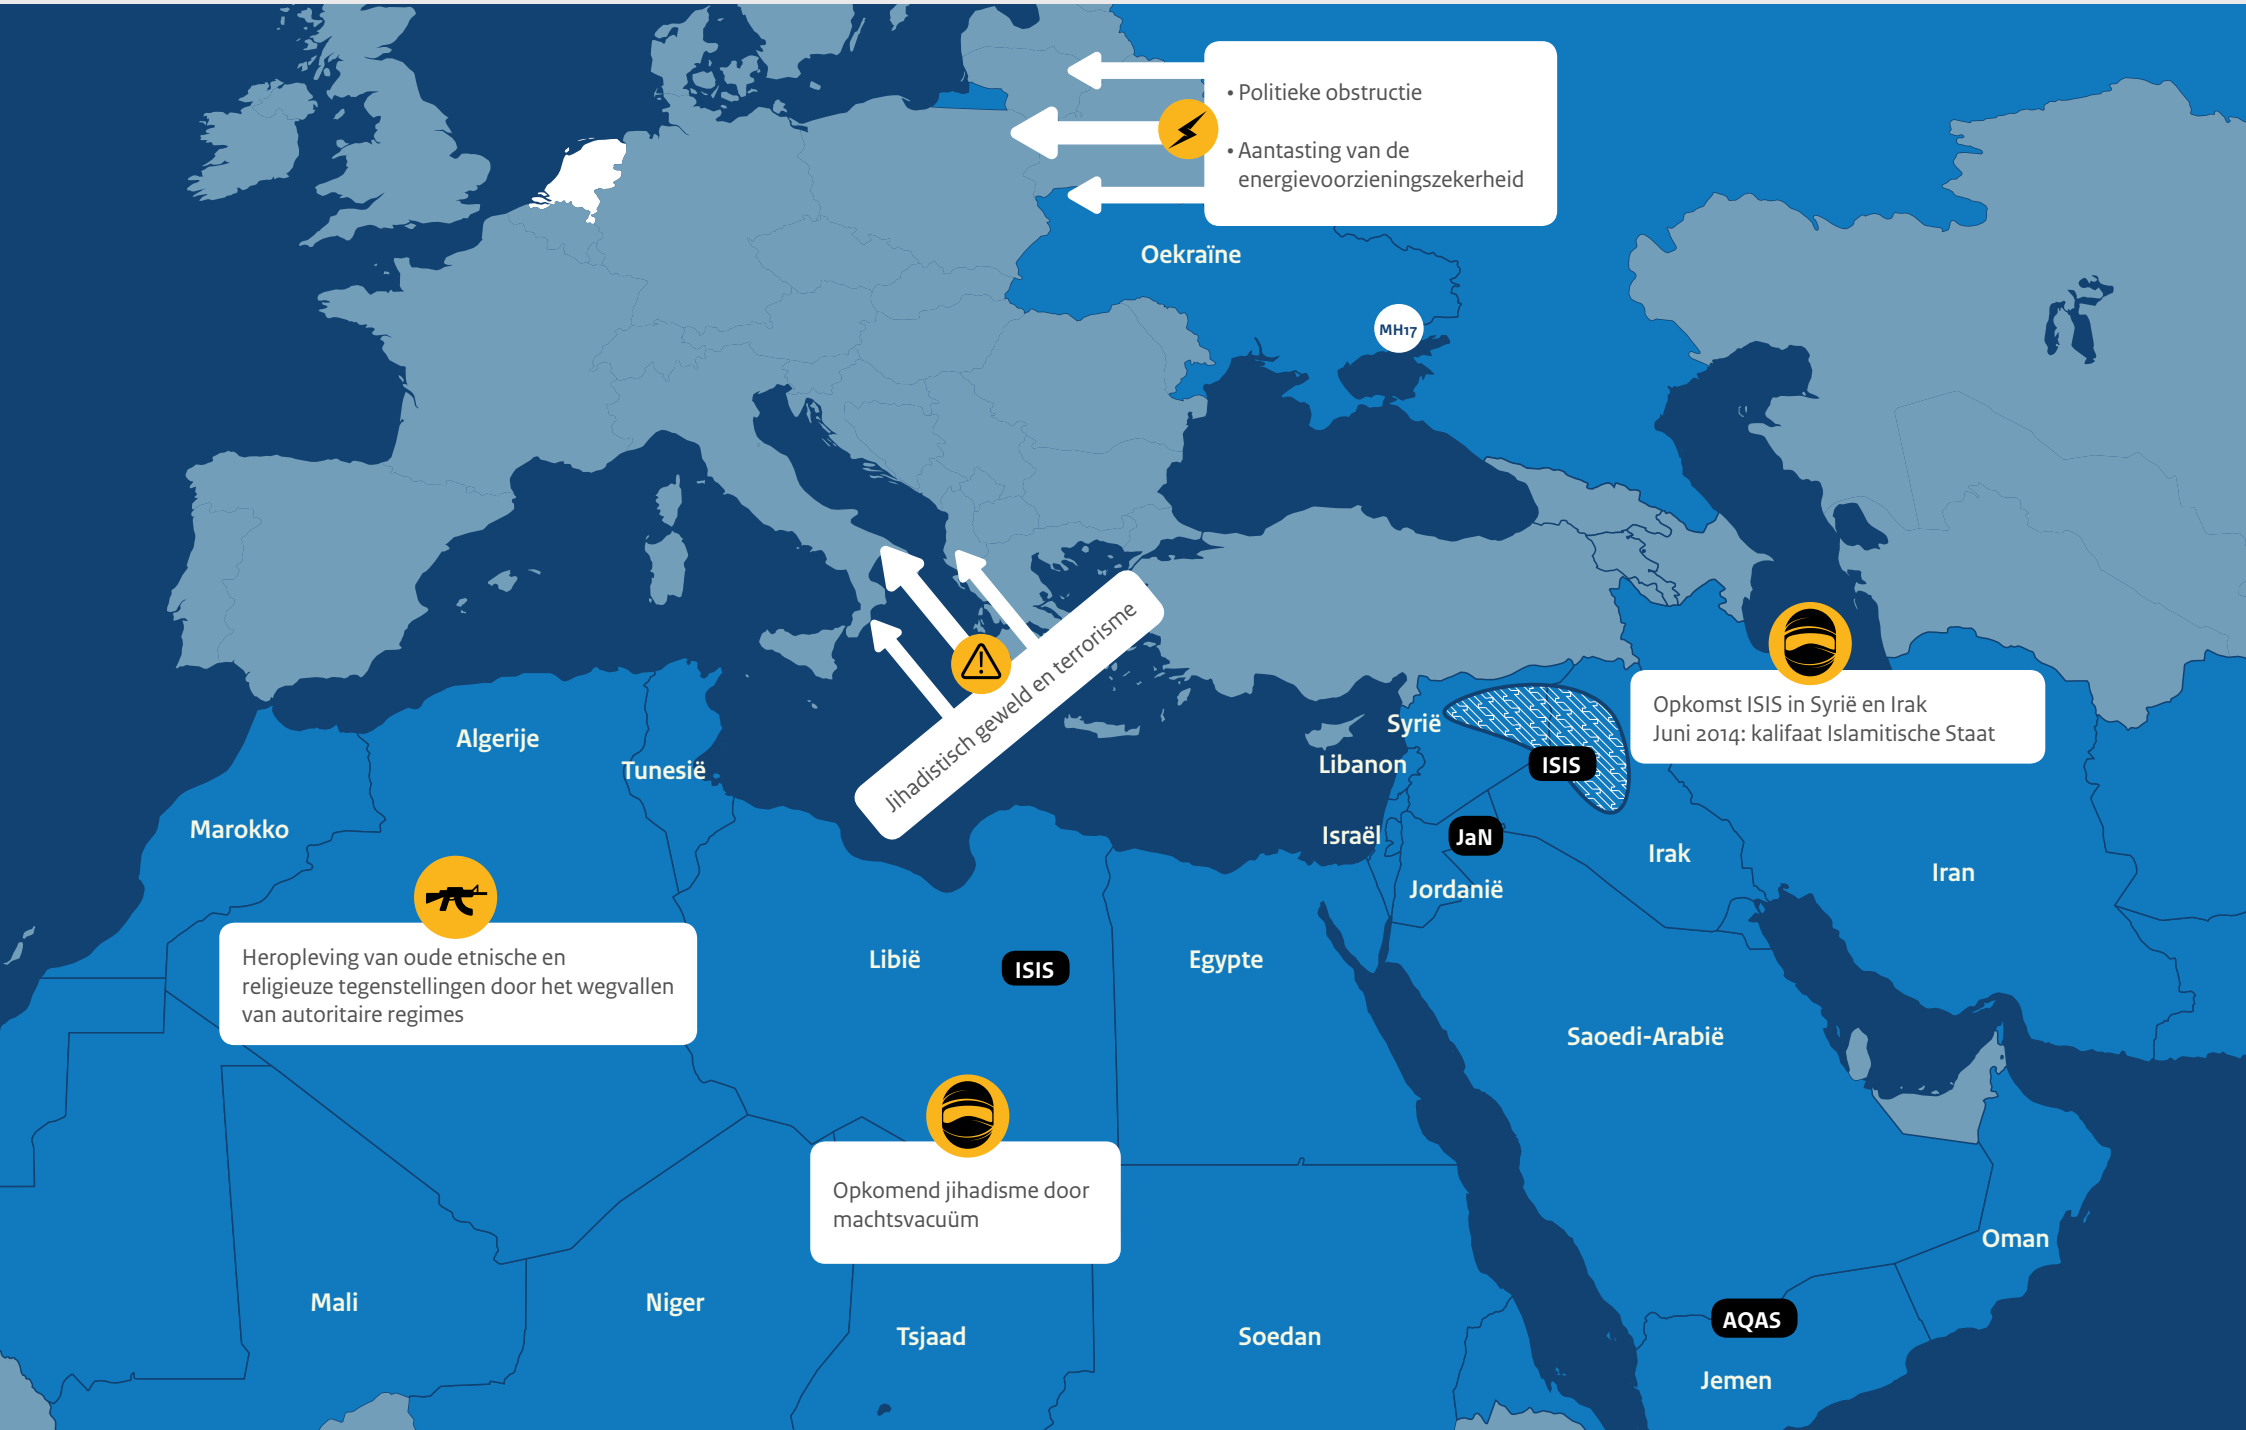 • Politieke obstructie
• Aantasting van de
energievoorzieningszekerheid
Oekraïne
MH17
Jihadistisch geweld en terrorisme
Opkomst ISIS in Syrië en Irak
Juni 2014: kalifaat Islamitische Staat
Syrië
Algerije
Tunesië
Libanon
ISIS
Marokko
Israël
JaN
Irak
Iran
Jordanië
Heropleving van oude etnische en
religieuze tegenstellingen door het wegvallen
van autoritaire regimes
Libië
ISIS
Egypte
Saoedi-Arabië
Opkomend jihadisme door
machtsvacuüm
Oman
Mali
Niger
Tsjaad
Soedan
AQAS
Jemen